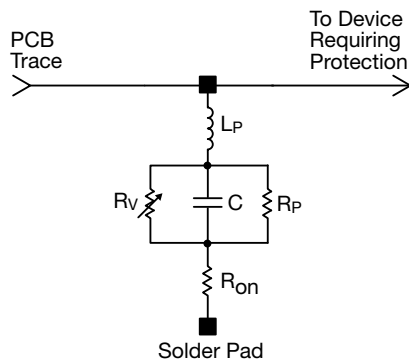 PCB
Trace
To Device
Requiring
Protection
LP
RV
C
RP
Ron
Solder Pad